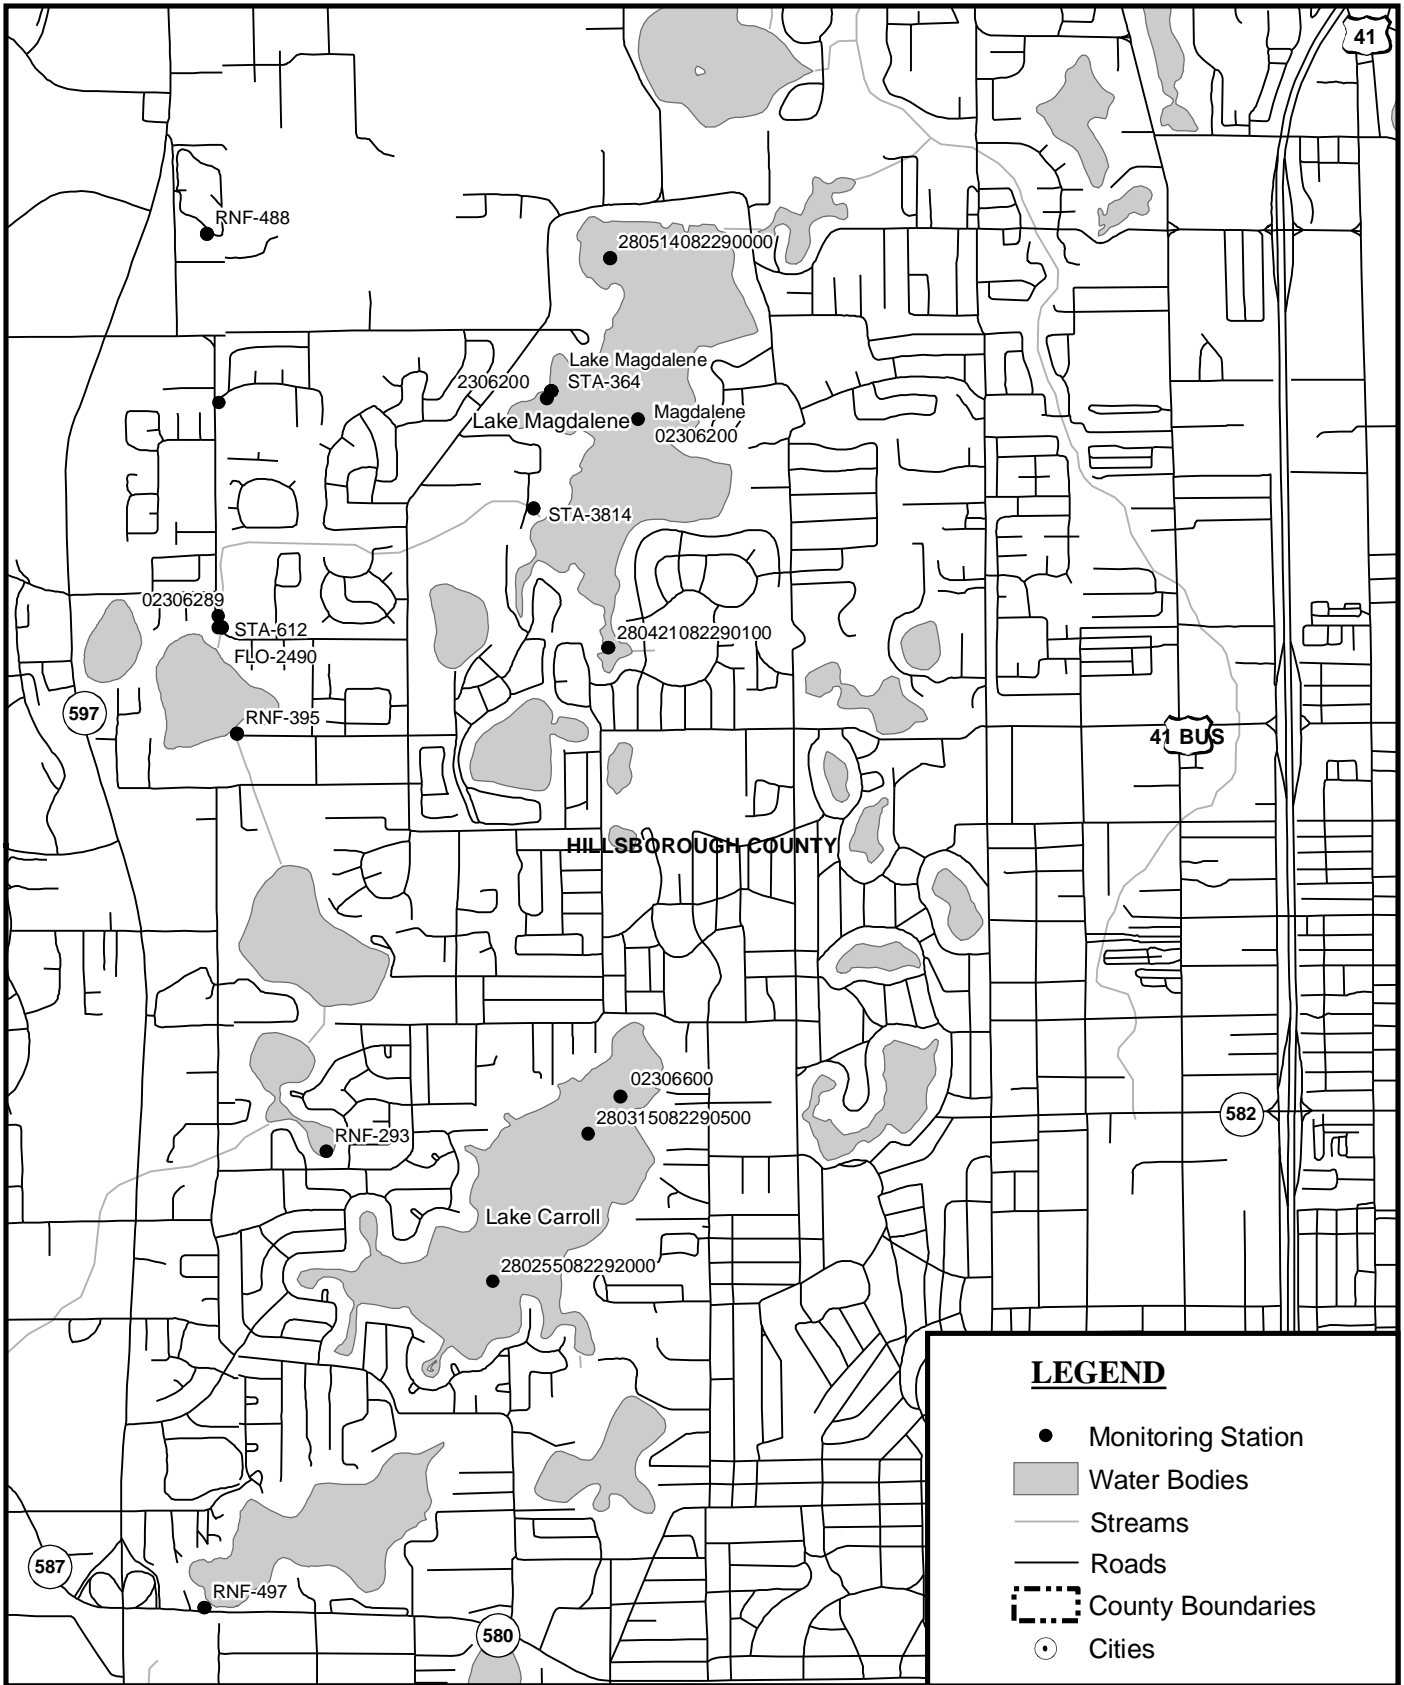 41
RNF-488
280514082290000
Lake Magdalene
2306200
STA-364
Lake Magdalene
Magdalene
02306200
STA-3814
02306289
STA-612
FLO-2490
280421082290100
597
RNF-395
41 BUS
HILLSBOROUGH COUNTY
02306600
280315082290500
582
RNF-293
Lake Carroll
280255082292000
LEGEND
Monitoring Station
Water Bodies
Streams
Roads
County Boundaries
Cities
587
RNF-497
580